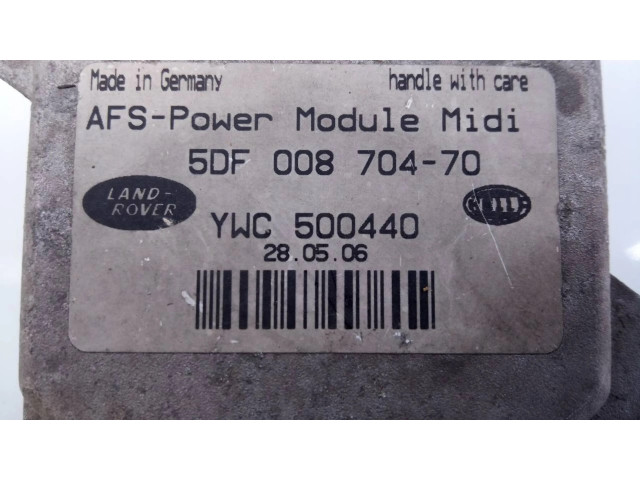 Made in Germany handle with care
AFS-Power Module Midi
5DF 008 704-70
LAND-
ROVER
YWC 500440
28.05.06